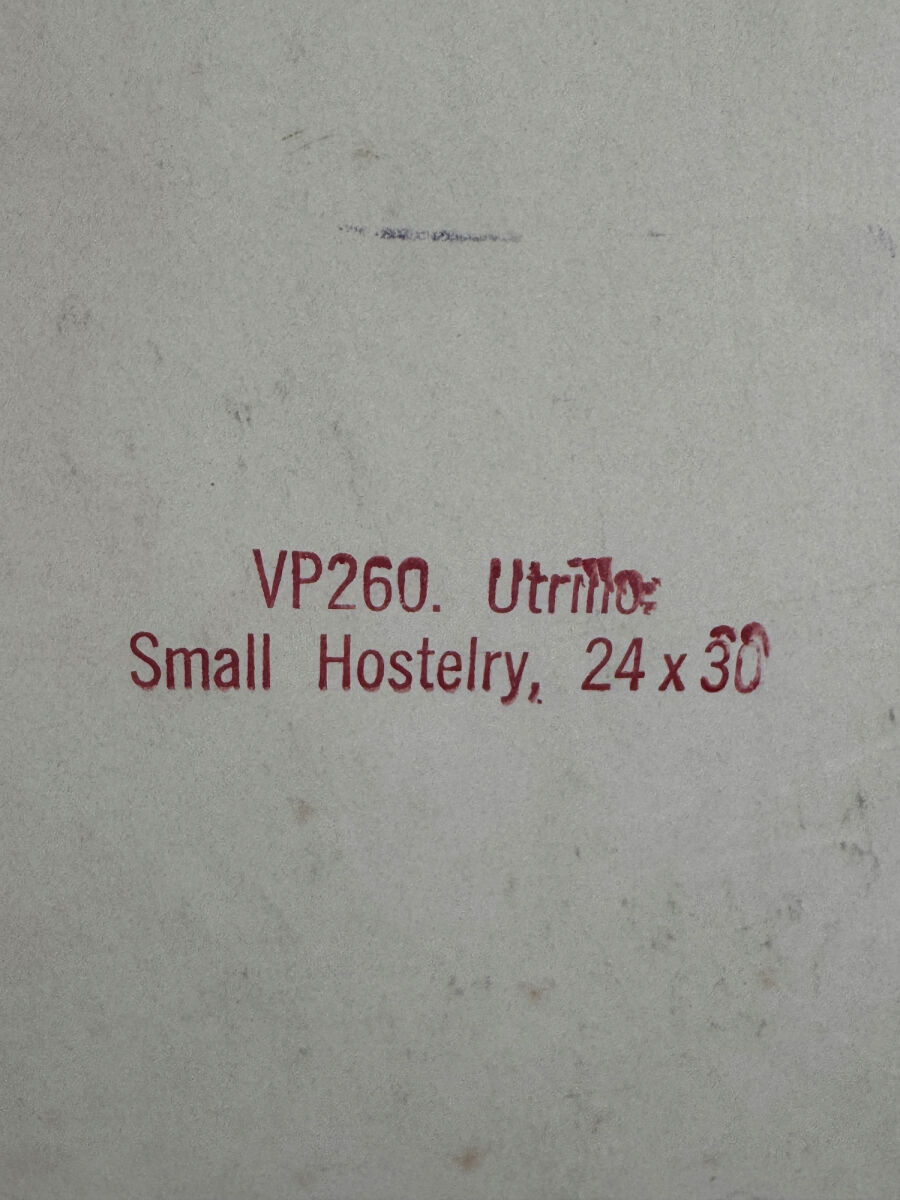 VP260. Utrillo:
Small Hostelry, 24 x 30